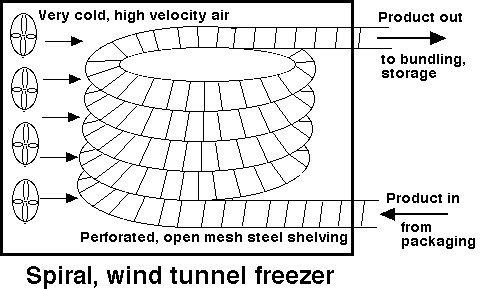 Very cold, high velocity air
Product out
to bundling,
storage
Product in
from
packaging
Perforated, open mesh steel shelving
Spiral, wind tunnel freezer